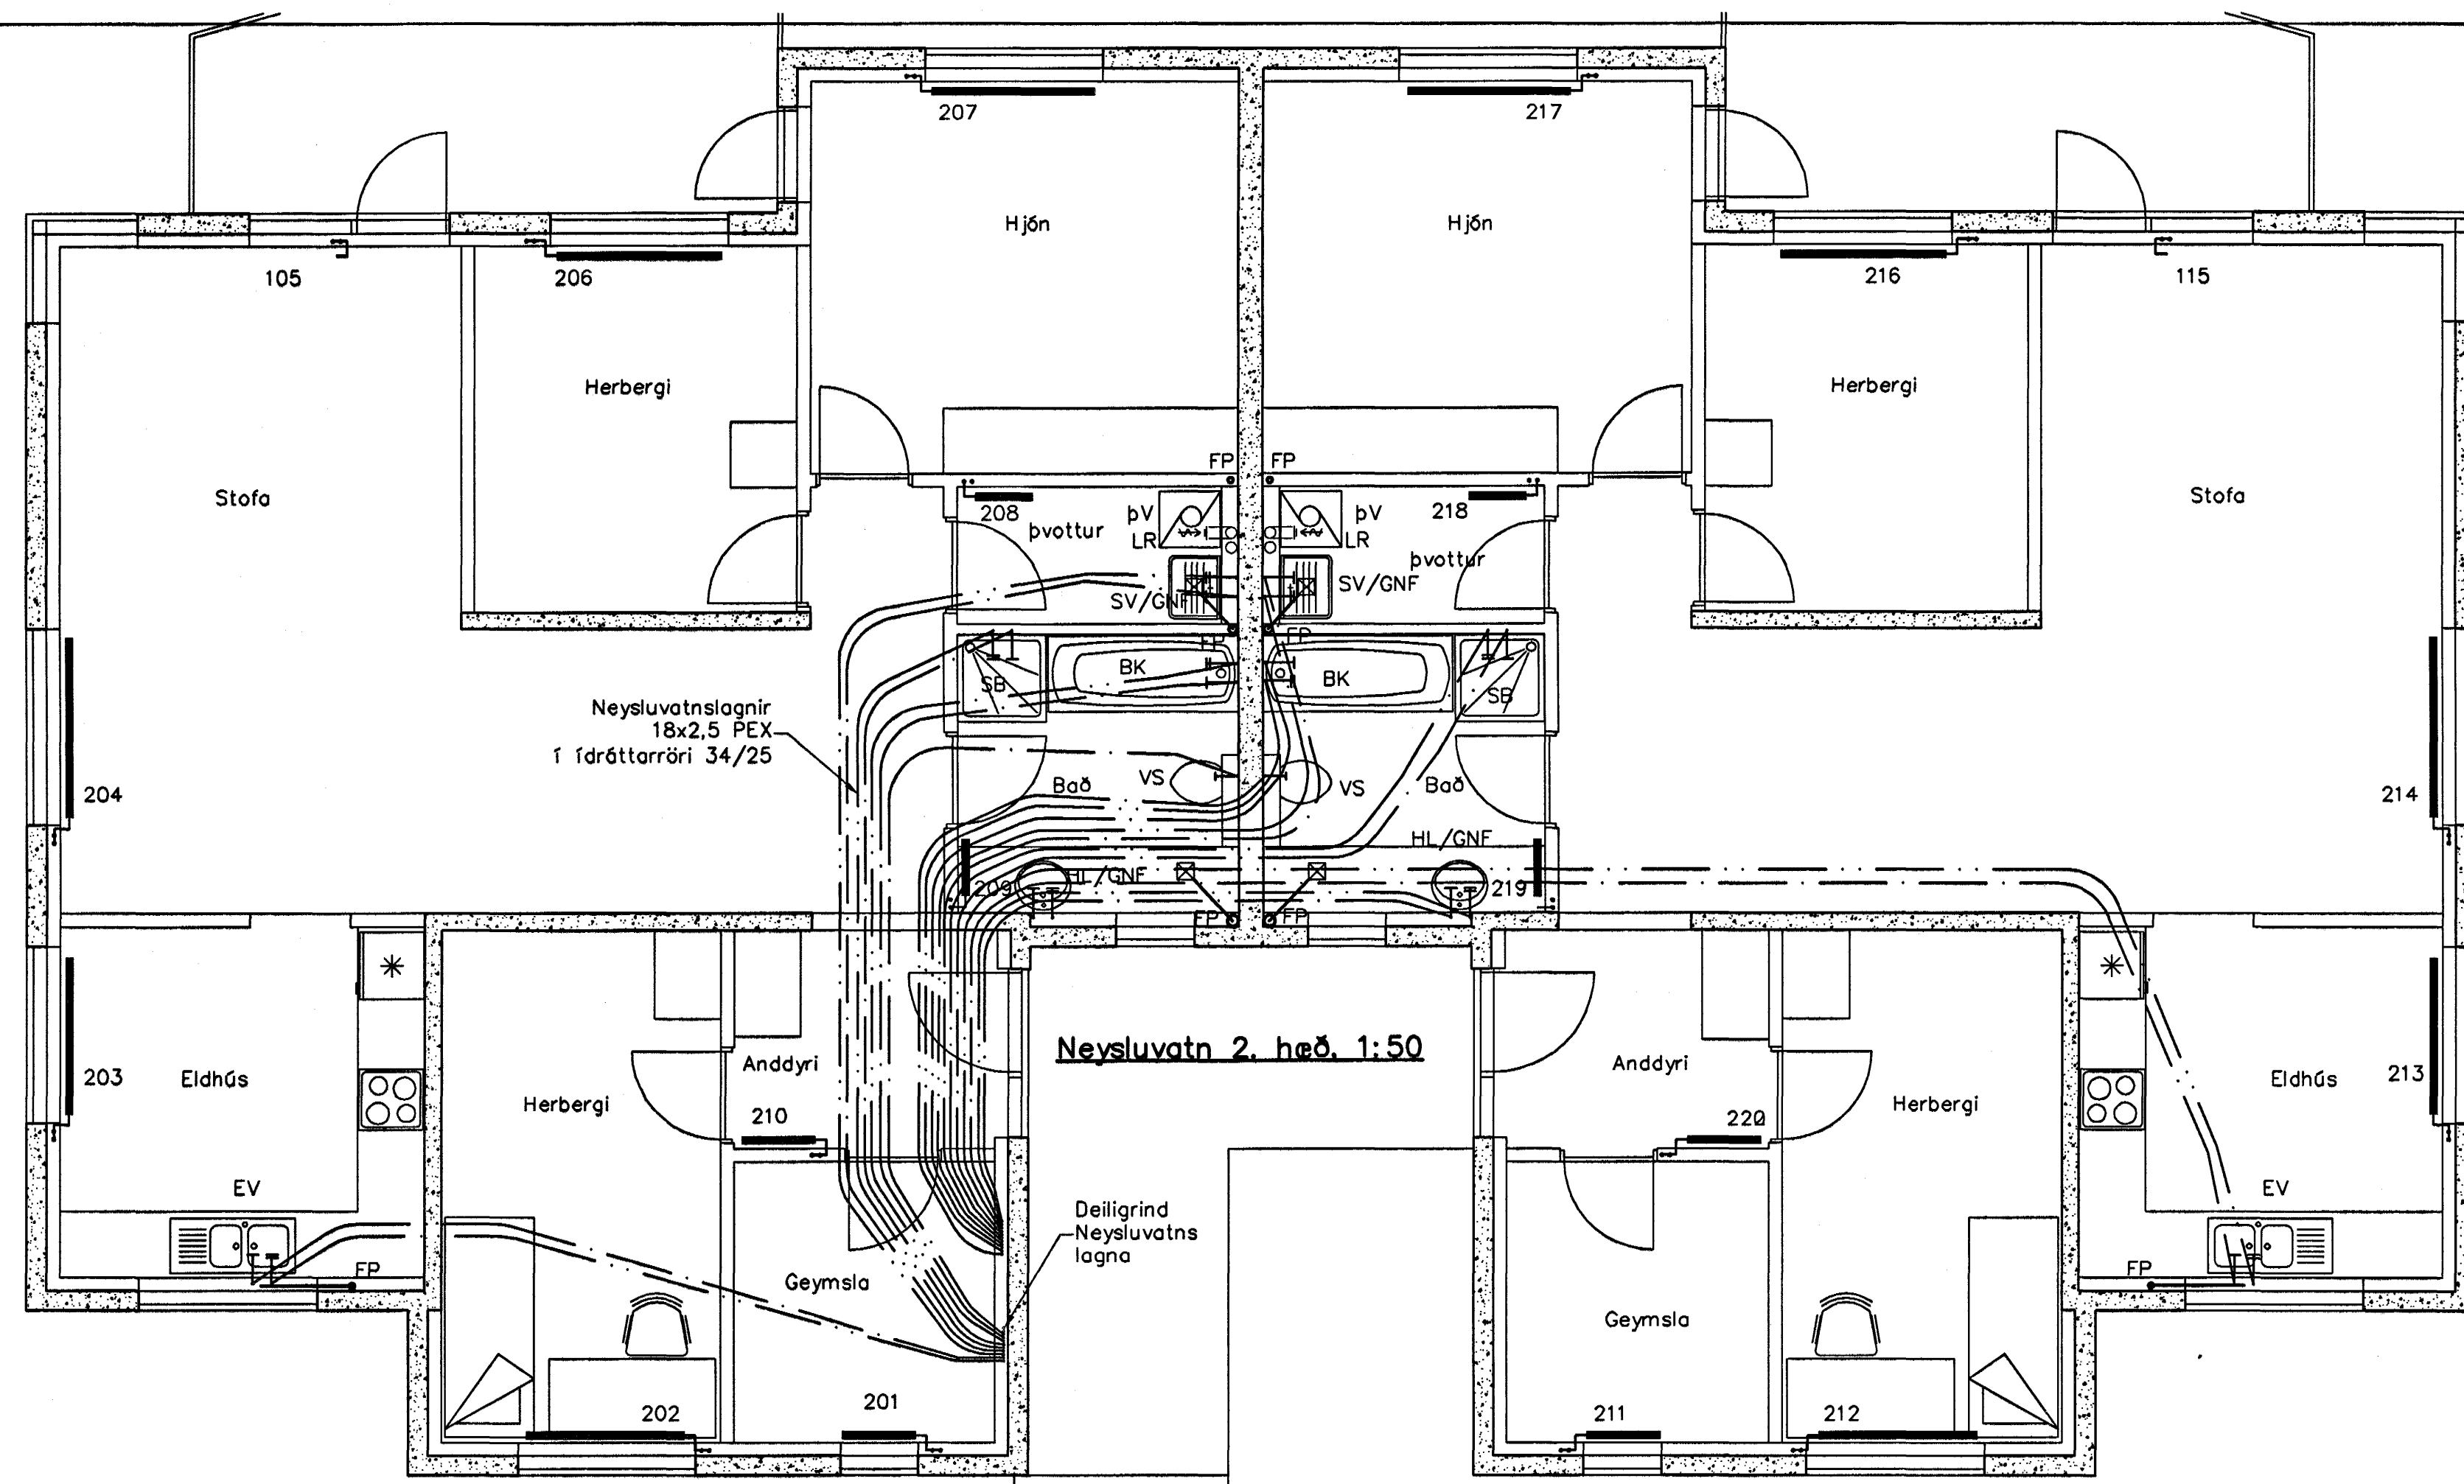 207
217
Hjón
Hjón
105
206
216
115
Herbergi
Herbergi
FP
FP
Stofa
Stofa
208
þvottur
þV
LR
þV
LR
218
þvottur
SV/GNF
SV/GNF
FP
FP
BK
BK
SB
SB
Neysluvatnslagnir
18x2,5 PEX
í ídráttarröri 34/25
204
Bað
VS
VS
Bað
214
HL/GNF
209
HL/GNF
219
FP
FP
Neysluvatn 2. hæð. 1:50
203
Eldhús
Herbergi
Anddyri
Anddyri
Herbergi
Eldhús
213
210
220
EV
EV
Deiligrind
Neysluvatns
lagna
FP
Geymsla
Geymsla
FP
202
201
211
212